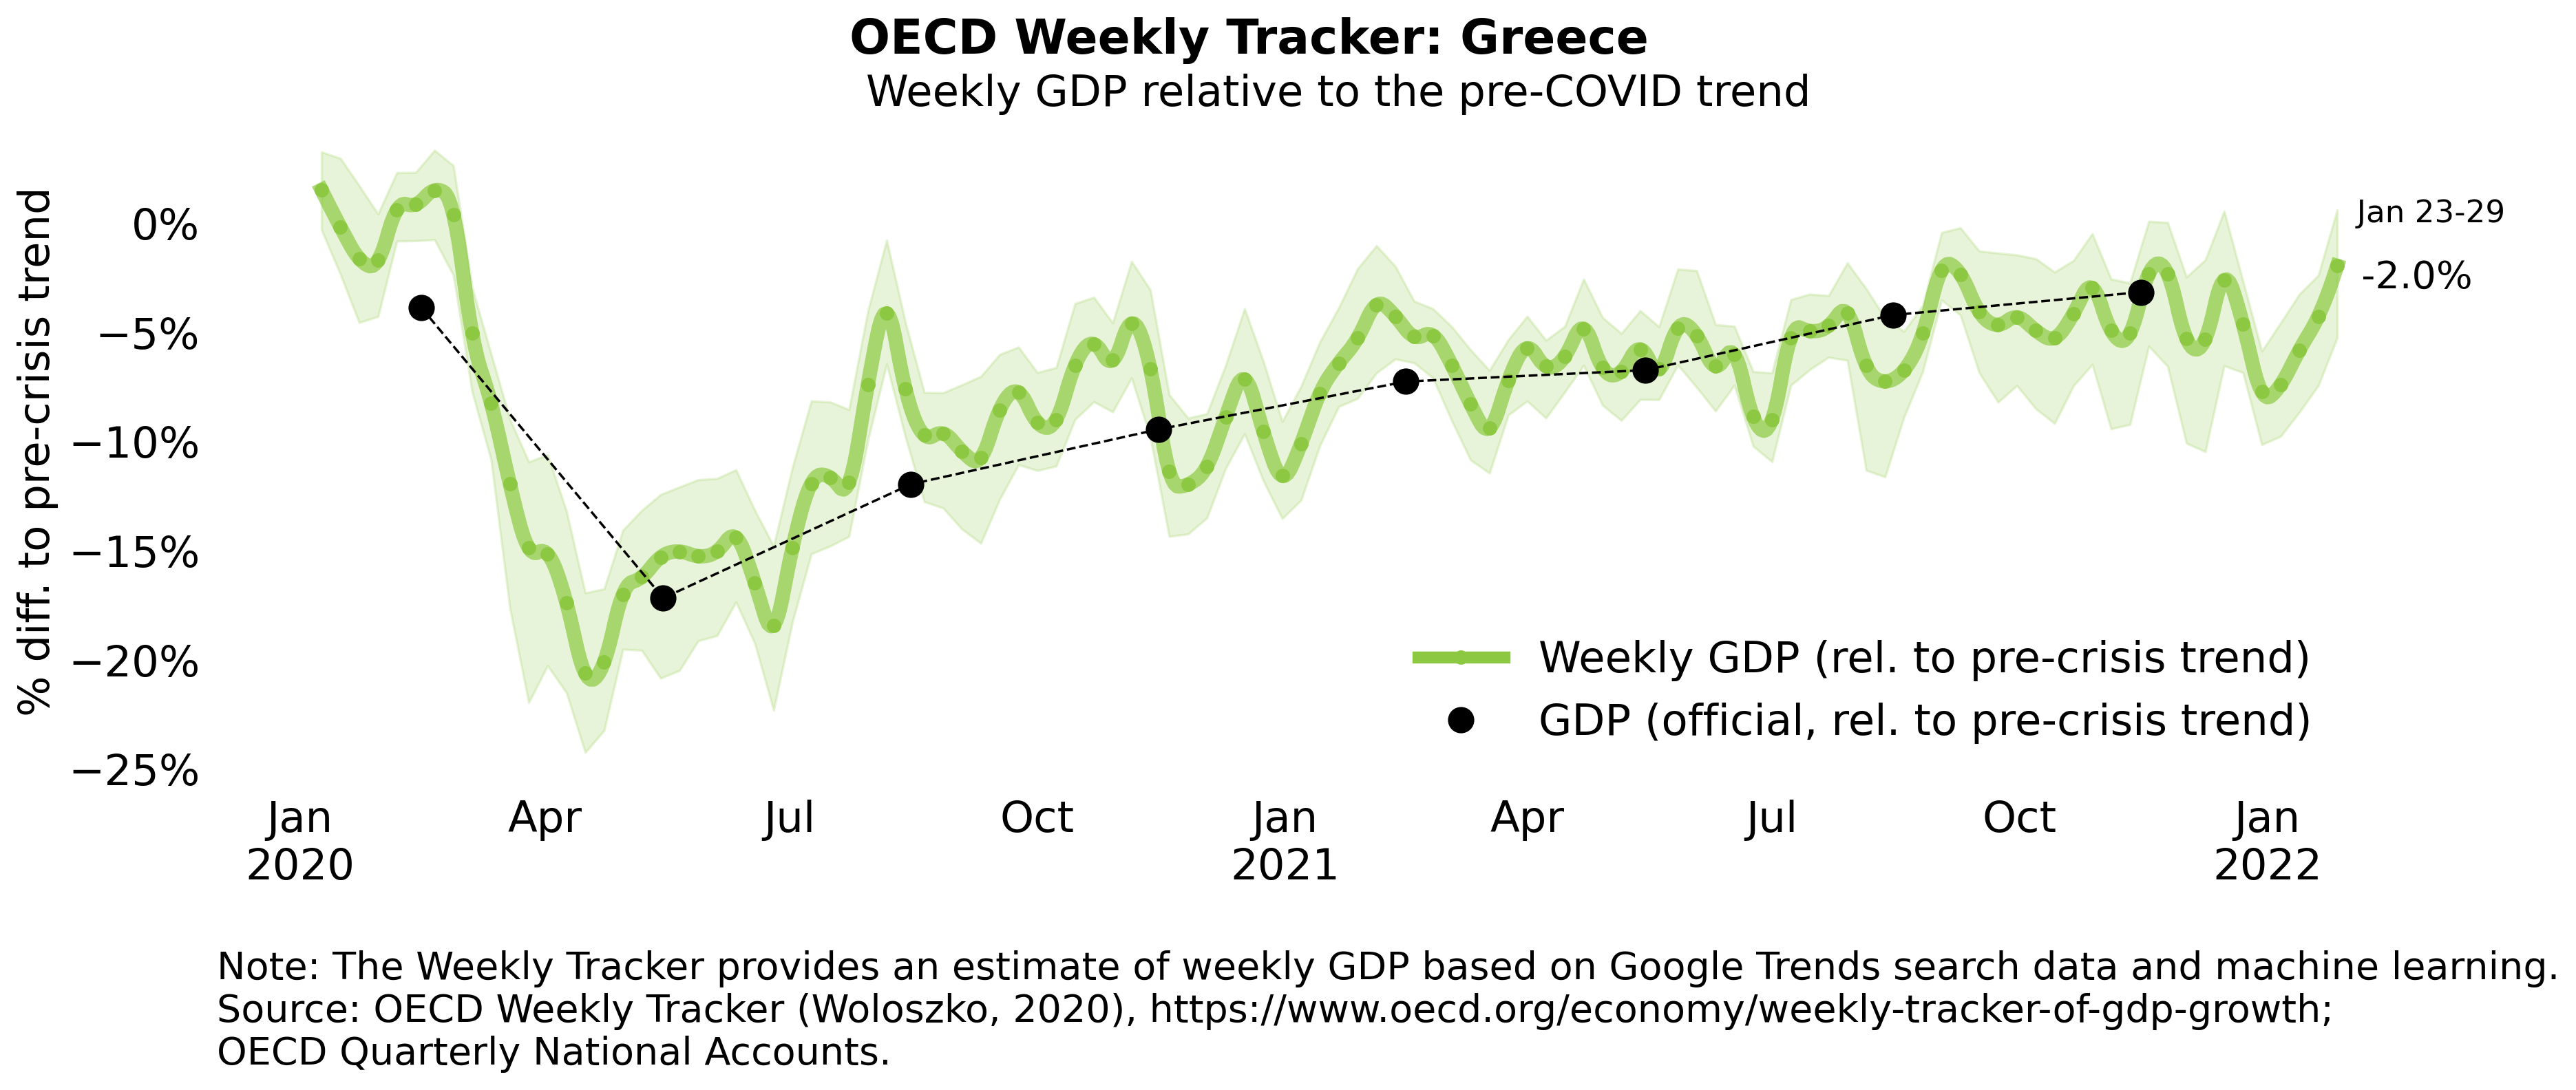 OECD Weekly Tracker: Greece
Weekly GDP relative to the pre-COVID trend
% diff. to pre-crisis trend
0%
−5%
−10%
−15%
−20%
−25%
Jan 23-29
-2.0%
Weekly GDP (rel. to pre-crisis trend)
GDP (official, rel. to pre-crisis trend)
Jan Apr Jul Oct Jan Apr Jul Oct Jan
2020 2021 2022
Note: The Weekly Tracker provides an estimate of weekly GDP based on Google Trends search data and machine learning.
Source: OECD Weekly Tracker (Woloszko, 2020), https://www.oecd.org/economy/weekly-tracker-of-gdp-growth;
OECD Quarterly National Accounts.